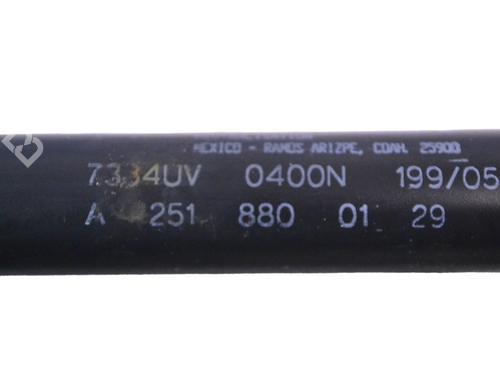 MEXICO - RAMOS ARIZPE, COAH. 25900
7334UV 0400N 199/05
A 251 880 01 29